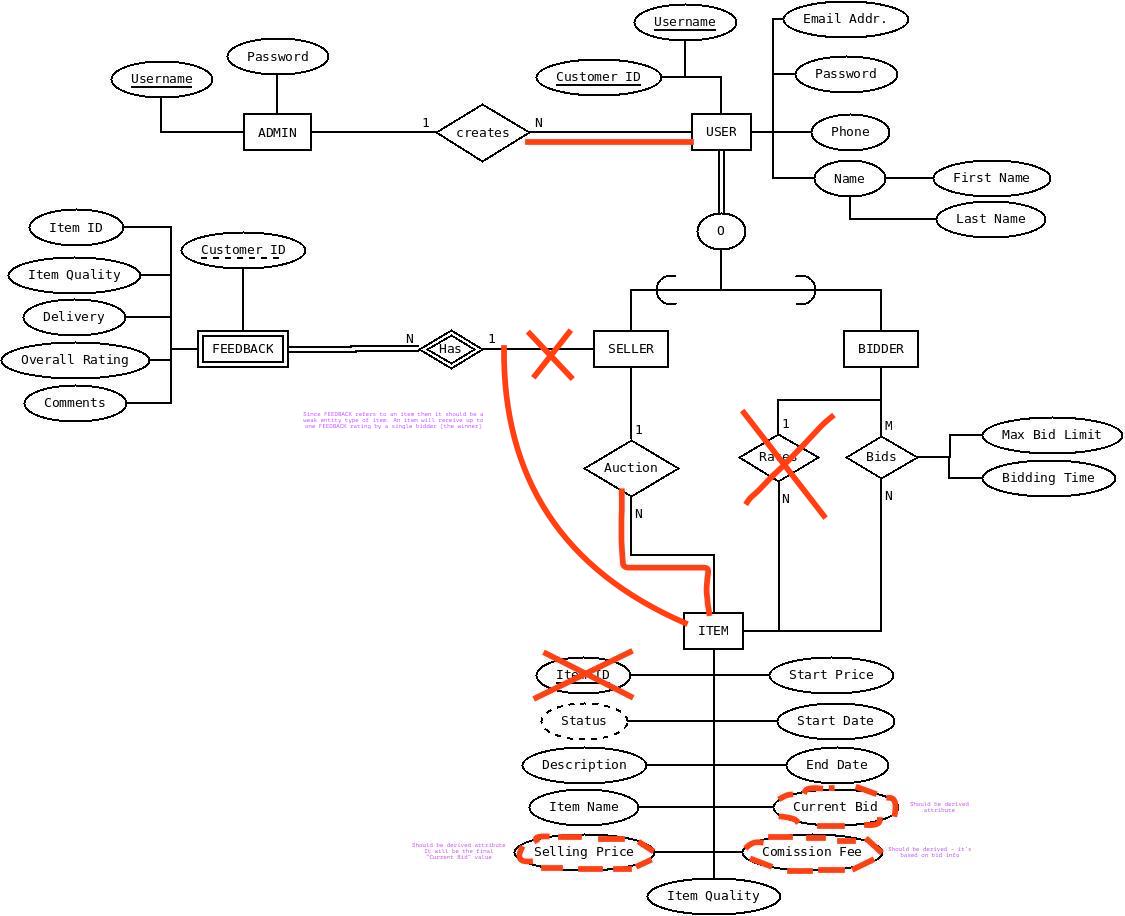 Username
Email Addr.
Password
Username
Password
Customer ID
ADMIN
1
creates
N
USER
Phone
Name
First Name
Last Name
Item ID
Customer ID
O
Item Quality
Delivery
FEEDBACK
N
Has
1
SELLER
BIDDER
Overall Rating
Comments
Since FEEDBACK refers to an item then it should be a
weak entity type of item. An item will receive up to
one FEEDBACK rating by a single bidder (the winner)
1
1
M
Max Bid Limit
Auction
Rates
Bids
Bidding Time
N
N
N
ITEM
Item ID
Start Price
Status
Start Date
Description
End Date
Item Name
Current Bid
Should be derived
attribute
Should be derived attribute
It will be the final
"Current Bid" value
Selling Price
Comission Fee
Should be derived - it's
based on bid info
Item Quality